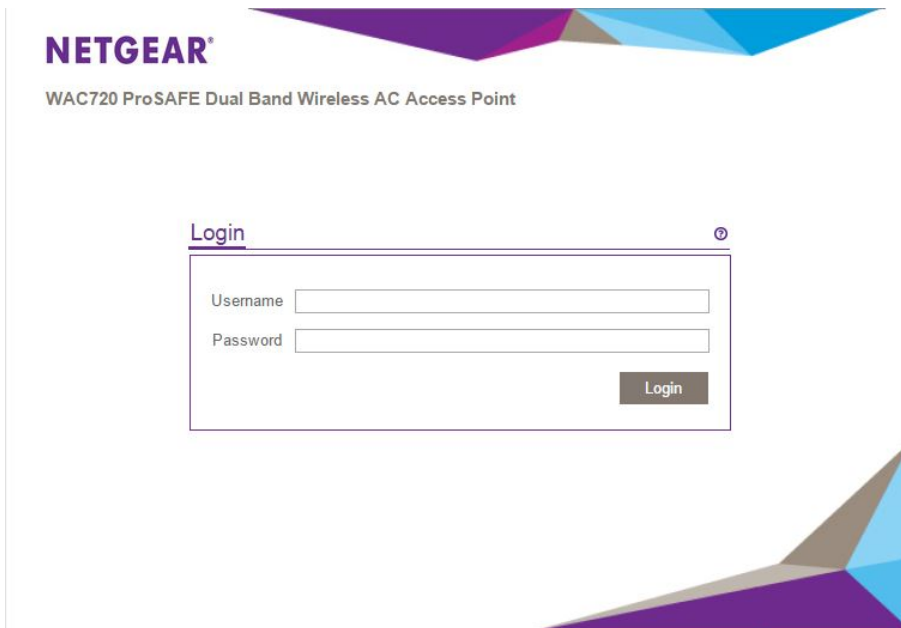 NETGEAR®
WAC720 ProSAFE Dual Band Wireless AC Access Point
Login
Username
Password
Login